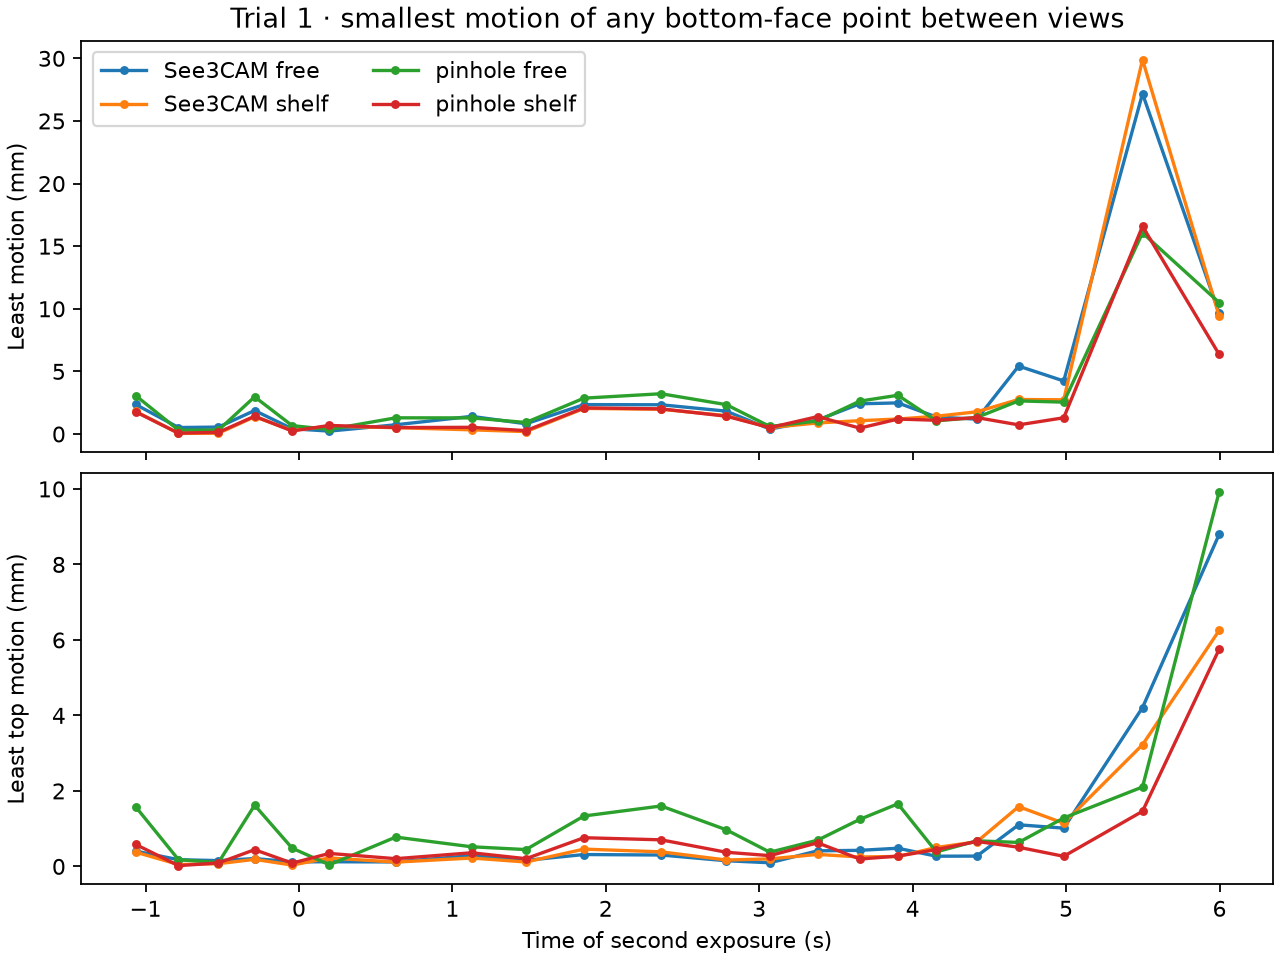 Trial 1 · smallest motion of any bottom-face point between views
Least motion (mm)
30
25
20
15
10
5
0
See3CAM free
See3CAM shelf
pinhole free
pinhole shelf
Least top motion (mm)
10
8
6
4
2
0
−1 0 1 2 3 4 5 6
Time of second exposure (s)